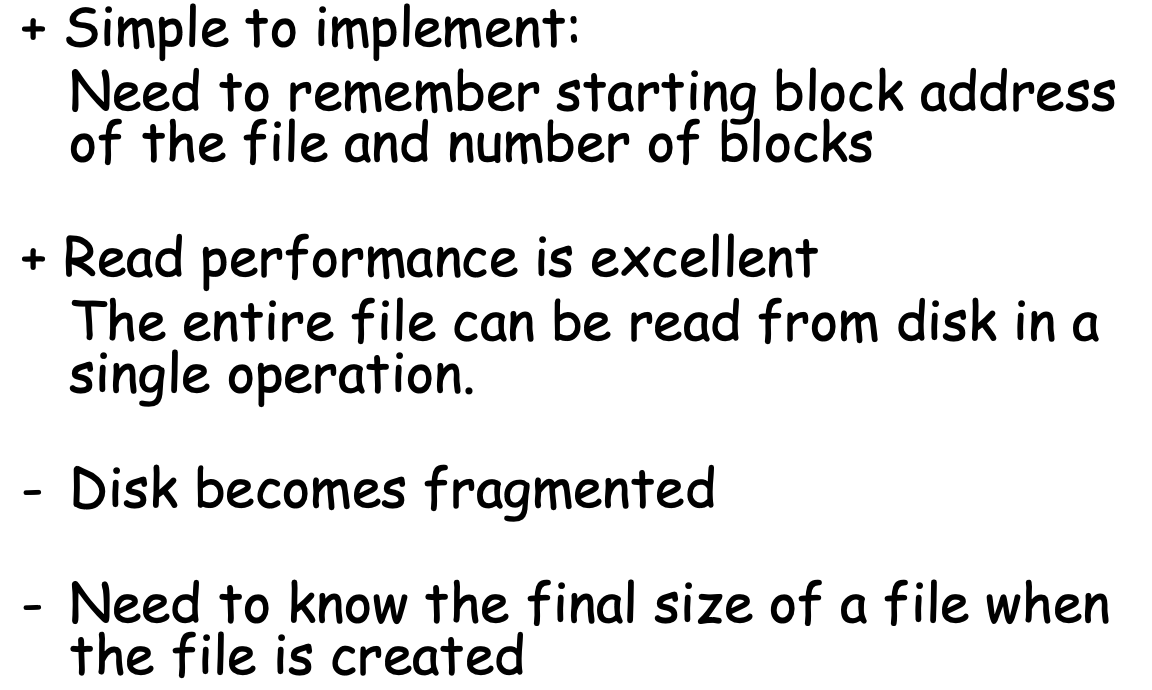 + Simple to implement:
Need to remember starting block address
of the file and number of blocks
+ Read performance is excellent
The entire file can be read from disk in a
single operation.
- Disk becomes fragmented
- Need to know the final size of a file when
the file is created